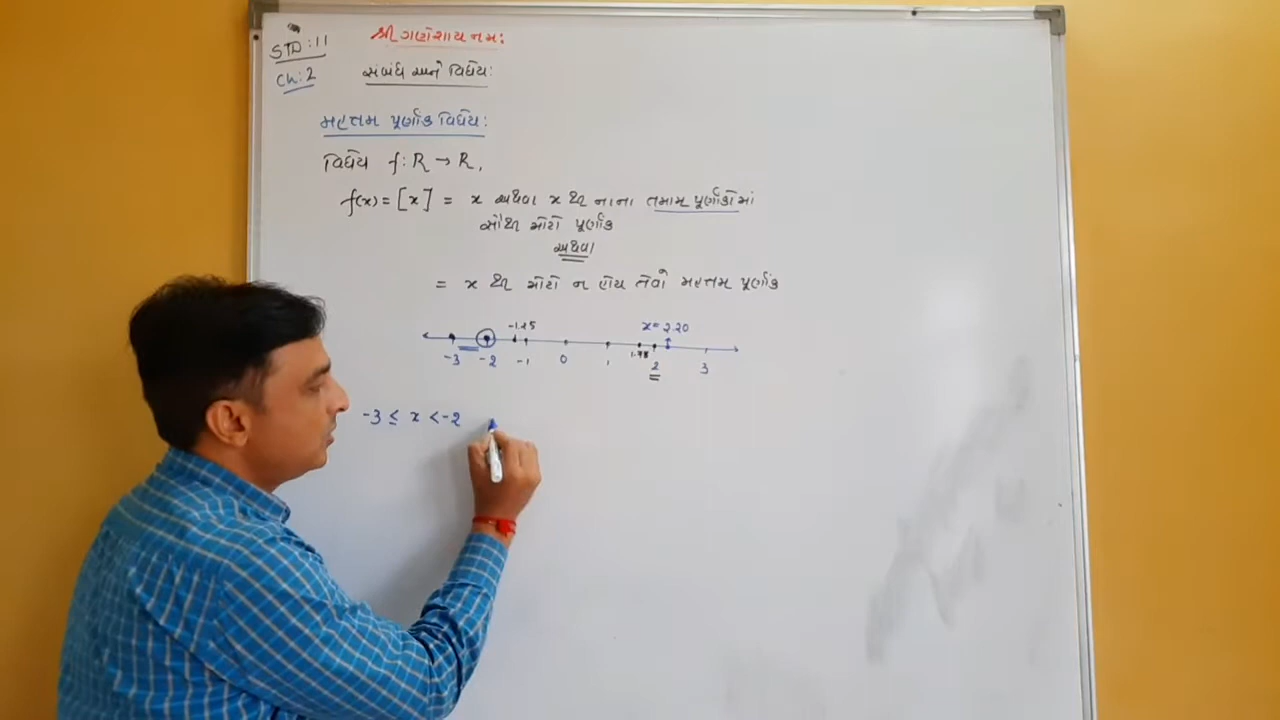 STD : 11
શ્રી ગણેશાય નમ:
Ch: 2
સંબંધ અને વિધેય:
મહત્તમ પૂર્ણાંક વિધેય:
વિધેય f: R → R,
f(x) = [x] = x અથવા x થી નાના તમામ પૂર્ણાંકોમાં
સૌથી મોટો પૂર્ણાંક
અથવા
= x થી મોટો ન હોય તેવો મહત્તમ પૂર્ણાંક
-1.25 x = 2.20
-3 -2 -1 0 1 1.98 2 3
-3 ≤ x < -2